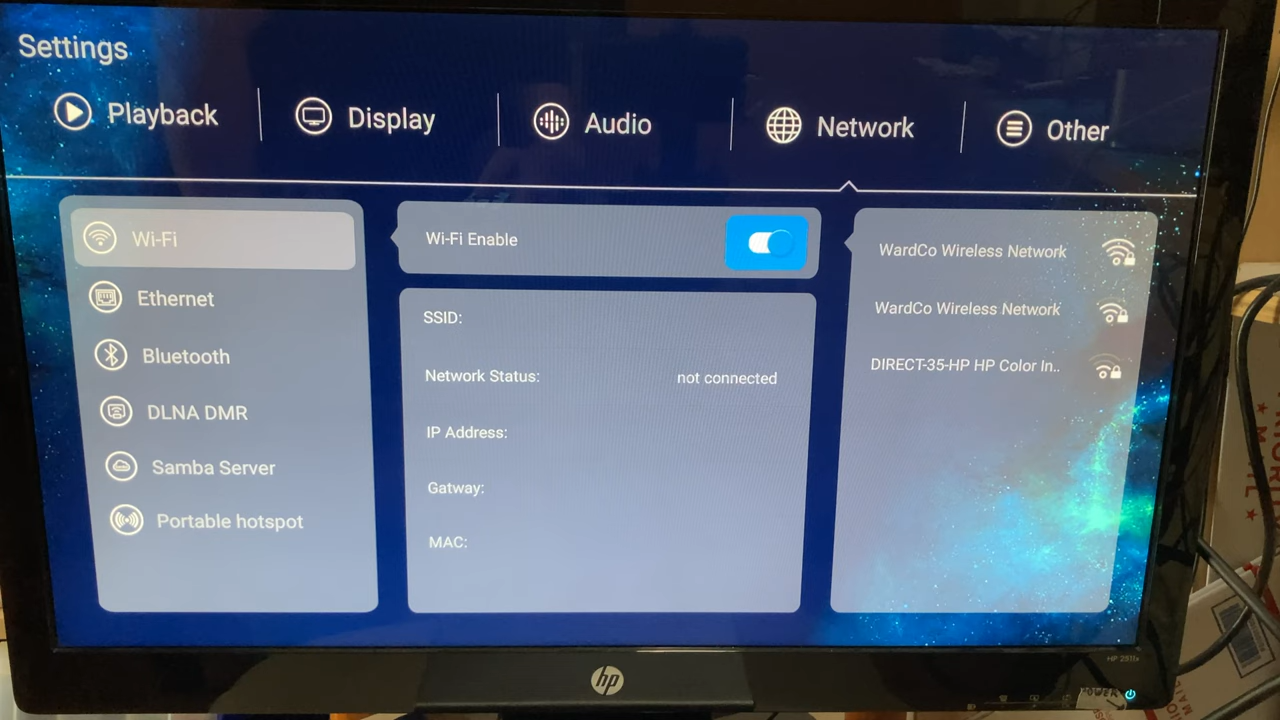 Settings
Playback
Display
Audio
Network
Other
Wi-Fi
Ethernet
Bluetooth
DLNA DMR
Samba Server
Portable hotspot
Wi-Fi Enable
SSID:
Network Status: not connected
IP Address:
Gatway:
MAC:
WardCo Wireless Network
WardCo Wireless Network
DIRECT-35-HP HP Color In..
hp
POWER